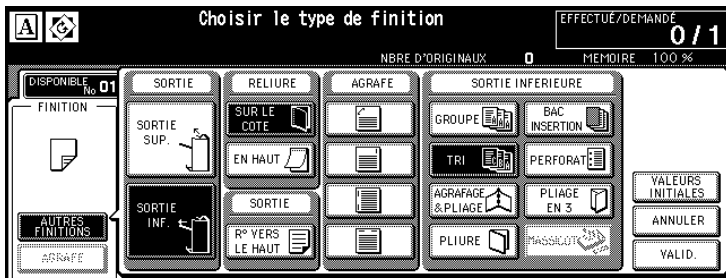 A
Choisir le type de finition
EFFECTUÉ/DEMANDÉ
0 / 1
NBRE D'ORIGINAUX 0 MEMOIRE 100 %
DISPONIBLE No 01
FINITION
AUTRES FINITIONS
AGRAFE
SORTIE
SORTIE SUP.
SORTIE INF.
RELIURE
SUR LE COTE
EN HAUT
SORTIE
Rº VERS LE HAUT
AGRAFE
SORTIE INFERIEURE
GROUPE
BAC INSERTION
TRI
PERFORAT
AGRAFAGE &PLIAGE
PLIAGE EN 3
PLIURE
MASSICOT
VALEURS INITIALES
ANNULER
VALID.